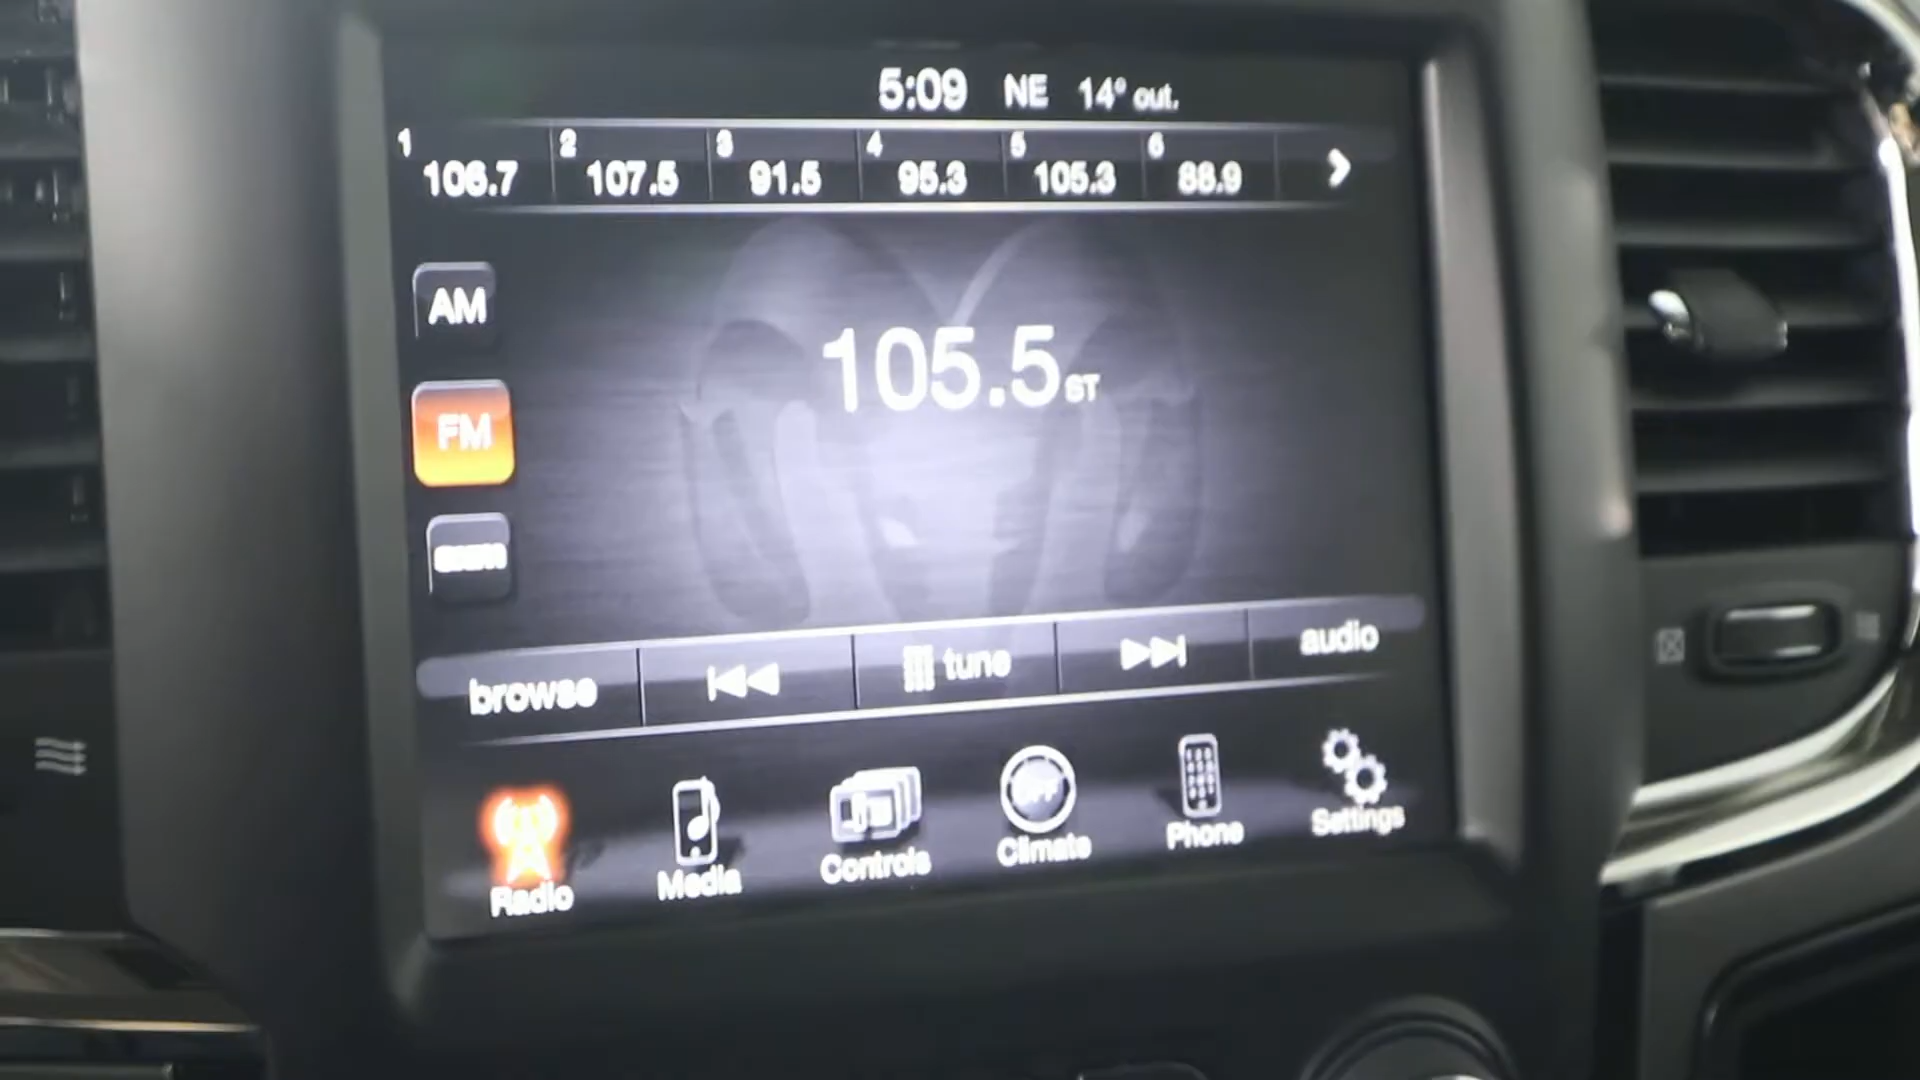 5:09 NE 14° out.
1 2 3 4 5 6
106.7 107.5 91.5 95.3 105.3 88.9
AM
105.5 ST
FM
browse tune audio
OFF
Radio Media Controls Climate Phone Settings